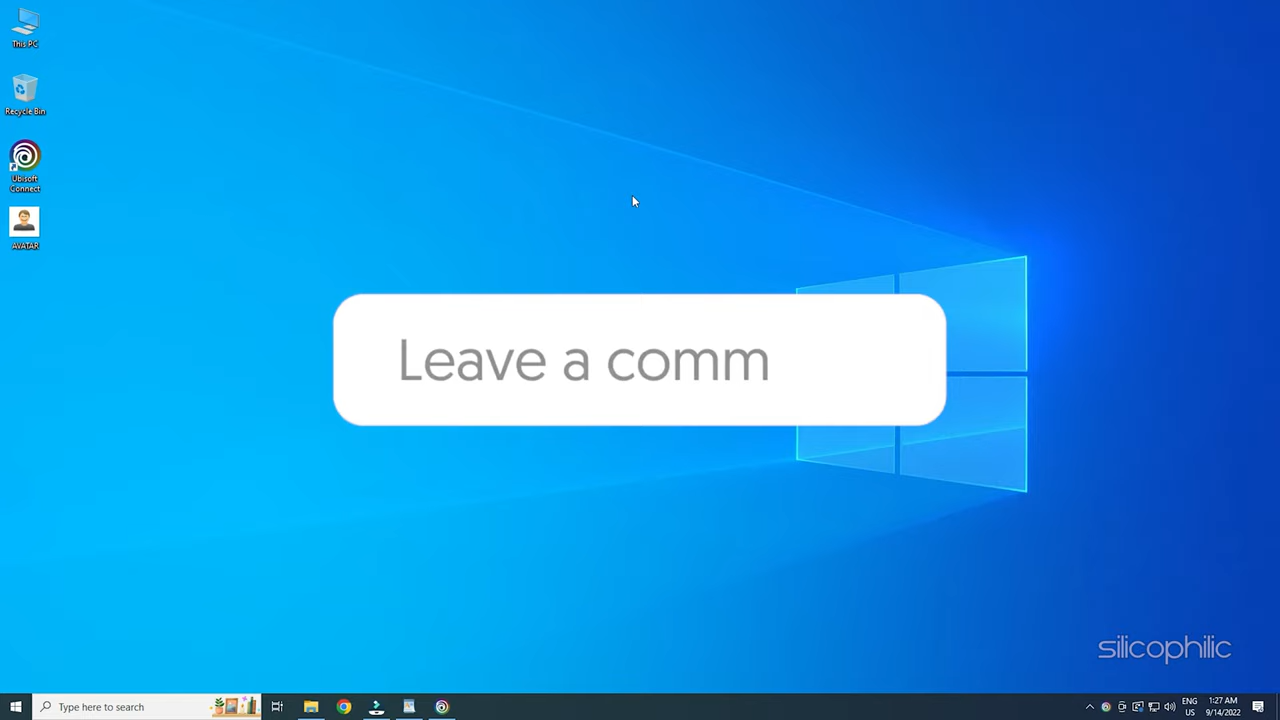 This PC
Recycle Bin
Ubisoft
Connect
AVATAR
Leave a comm
silicophilic
Type here to search
ENG
US
1:27 AM
9/14/2022